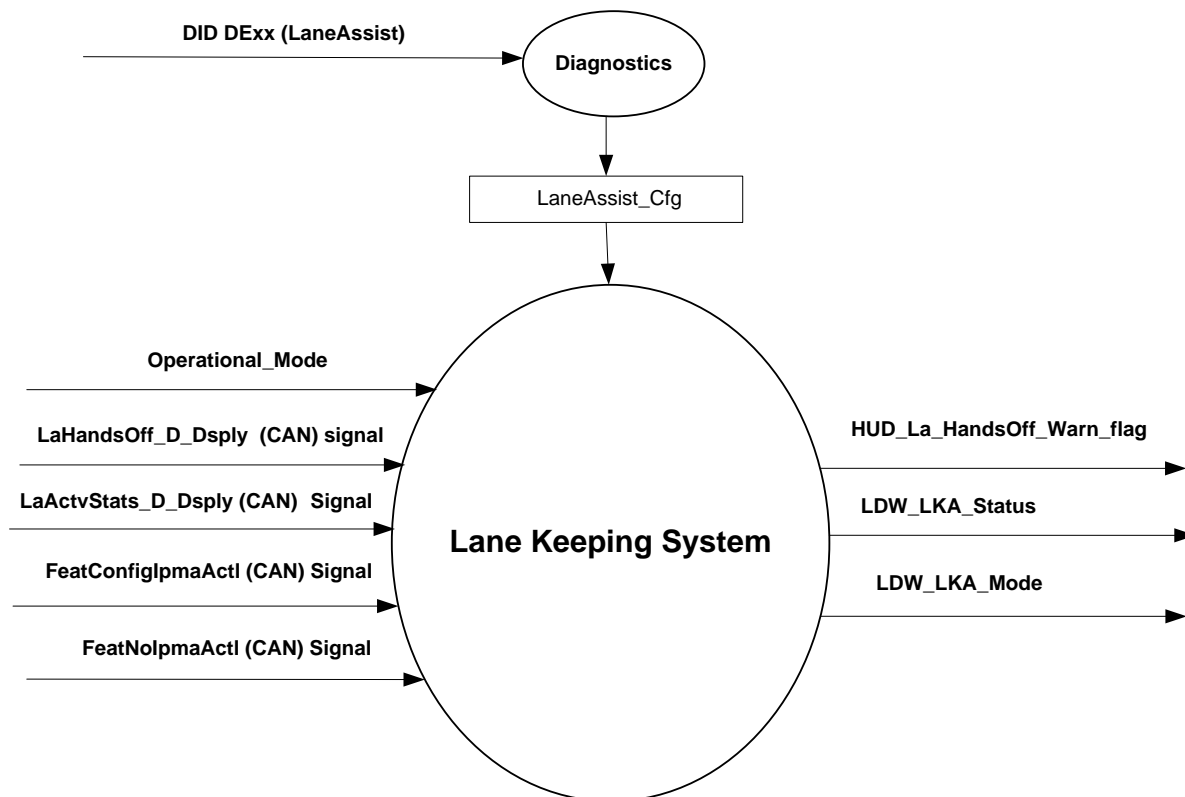 DID DExx (LaneAssist)
Diagnostics
LaneAssist_Cfg
Operational_Mode
LaHandsOff_D_Dsply (CAN) signal
LaActvStats_D_Dsply (CAN) Signal
FeatConfigIpmaActl (CAN) Signal
FeatNoIpmaActl (CAN) Signal
Lane Keeping System
HUD_La_HandsOff_Warn_flag
LDW_LKA_Status
LDW_LKA_Mode